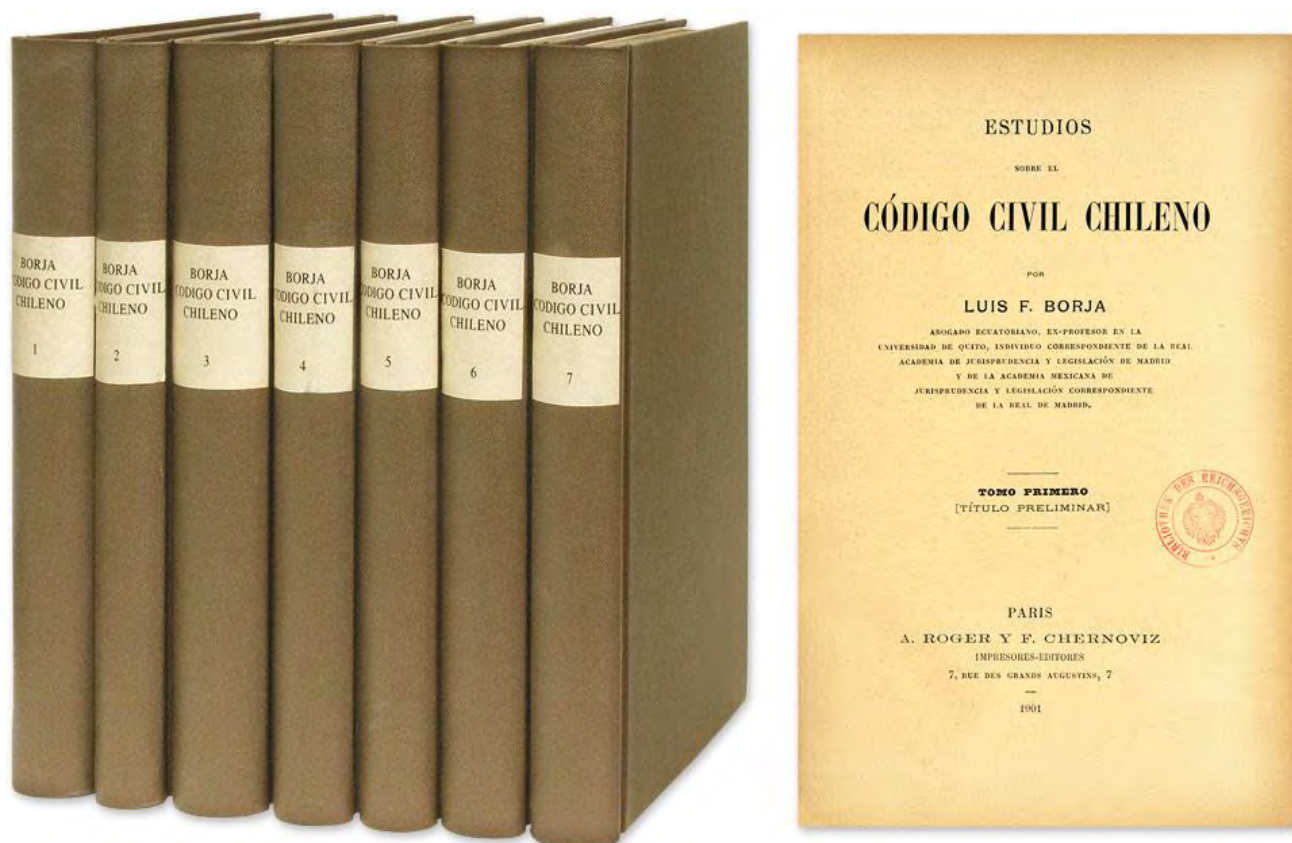 BORJA
CODIGO CIVIL
CHILENO
1
BORJA
CODIGO CIVIL
CHILENO
2
BORJA
CODIGO CIVIL
CHILENO
3
BORJA
CODIGO CIVIL
CHILENO
4
BORJA
CODIGO CIVIL
CHILENO
5
BORJA
CODIGO CIVIL
CHILENO
6
BORJA
CODIGO CIVIL
CHILENO
7
ESTUDIOS
SOBRE EL
CÓDIGO CIVIL CHILENO
POR
LUIS F. BORJA
ABOGADO ECUATORIANO, EX-PROFESOR EN LA
UNIVERSIDAD DE QUITO, INDIVIDUO CORRESPONDIENTE DE LA REAL
ACADEMIA DE JURISPRUDENCIA Y LEGISLACIÓN DE MADRID
Y DE LA ACADEMIA MEXICANA DE
JURISPRUDENCIA Y LEGISLACIÓN CORRESPONDIENTE
DE LA REAL DE MADRID.
TOMO PRIMERO
[TÍTULO PRELIMINAR]
BIBLIOTHEK DES REICHSGERICHTS
PARIS
A. ROGER Y F. CHERNOVIZ
IMPRESORES-EDITORES
7, RUE DES GRANDS AUGUSTINS, 7
1901